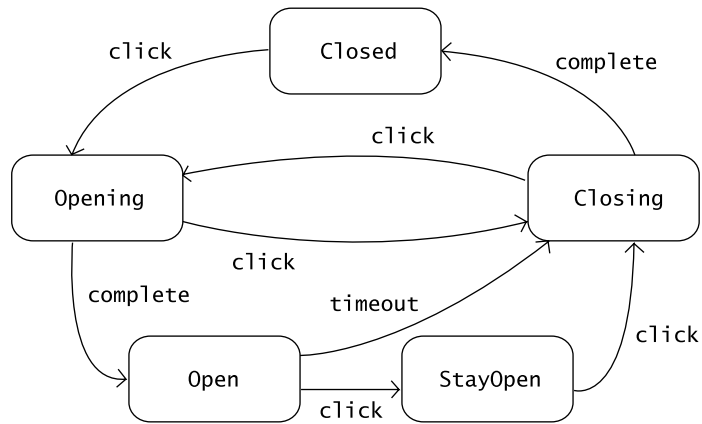 Closed
click
complete
click
Opening
Closing
click
complete
timeout
click
Open
StayOpen
click